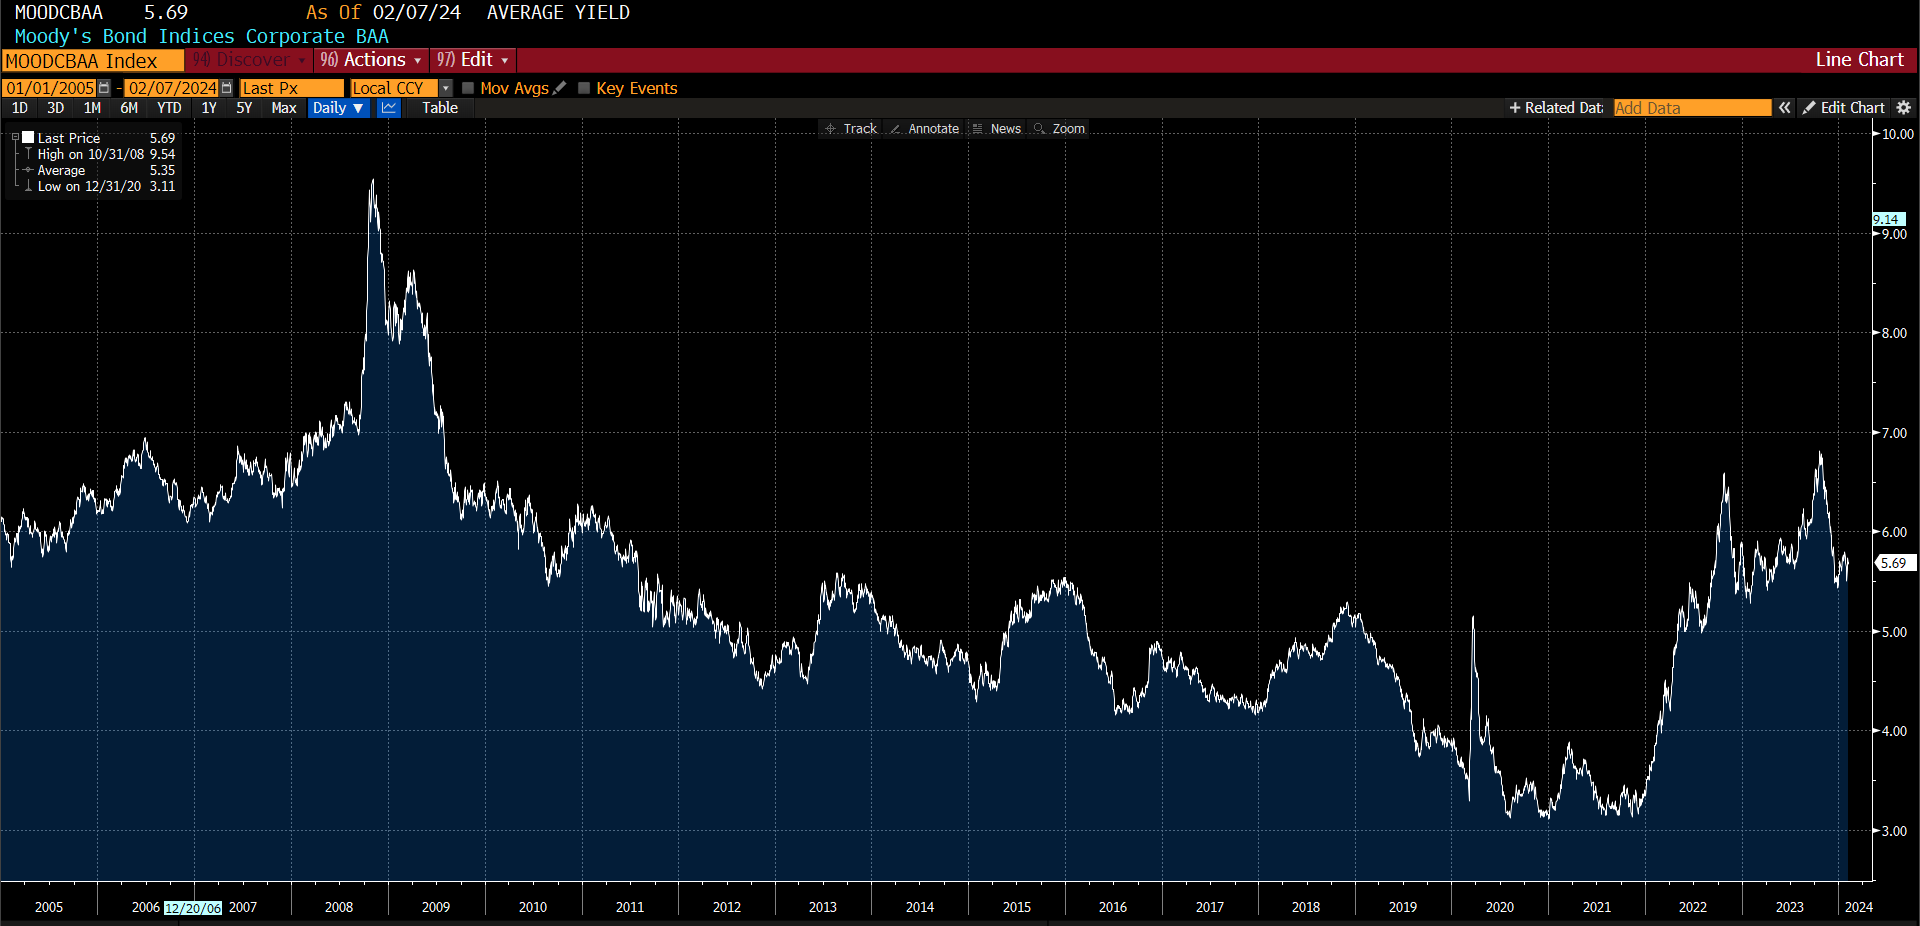 MOODCBAA 5.69 As Of 02/07/24 AVERAGE YIELD
Moody's Bond Indices Corporate BAA
MOODCBAA Index 94) Discover 96) Actions 97) Edit Line Chart
01/01/2005 - 02/07/2024 Last Px Local CCY Mov Avgs Key Events
1D 3D 1M 6M YTD 1Y 5Y Max Daily ▼ Table + Related Data Add Data « Edit Chart
Track Annotate News Zoom
Last Price 5.69
High on 10/31/08 9.54
Average 5.35
Low on 12/31/20 3.11
10.00
9.14
9.00
8.00
7.00
6.00
5.69
5.00
4.00
3.00
2005 2006 12/20/06 2007 2008 2009 2010 2011 2012 2013 2014 2015 2016 2017 2018 2019 2020 2021 2022 2023 2024